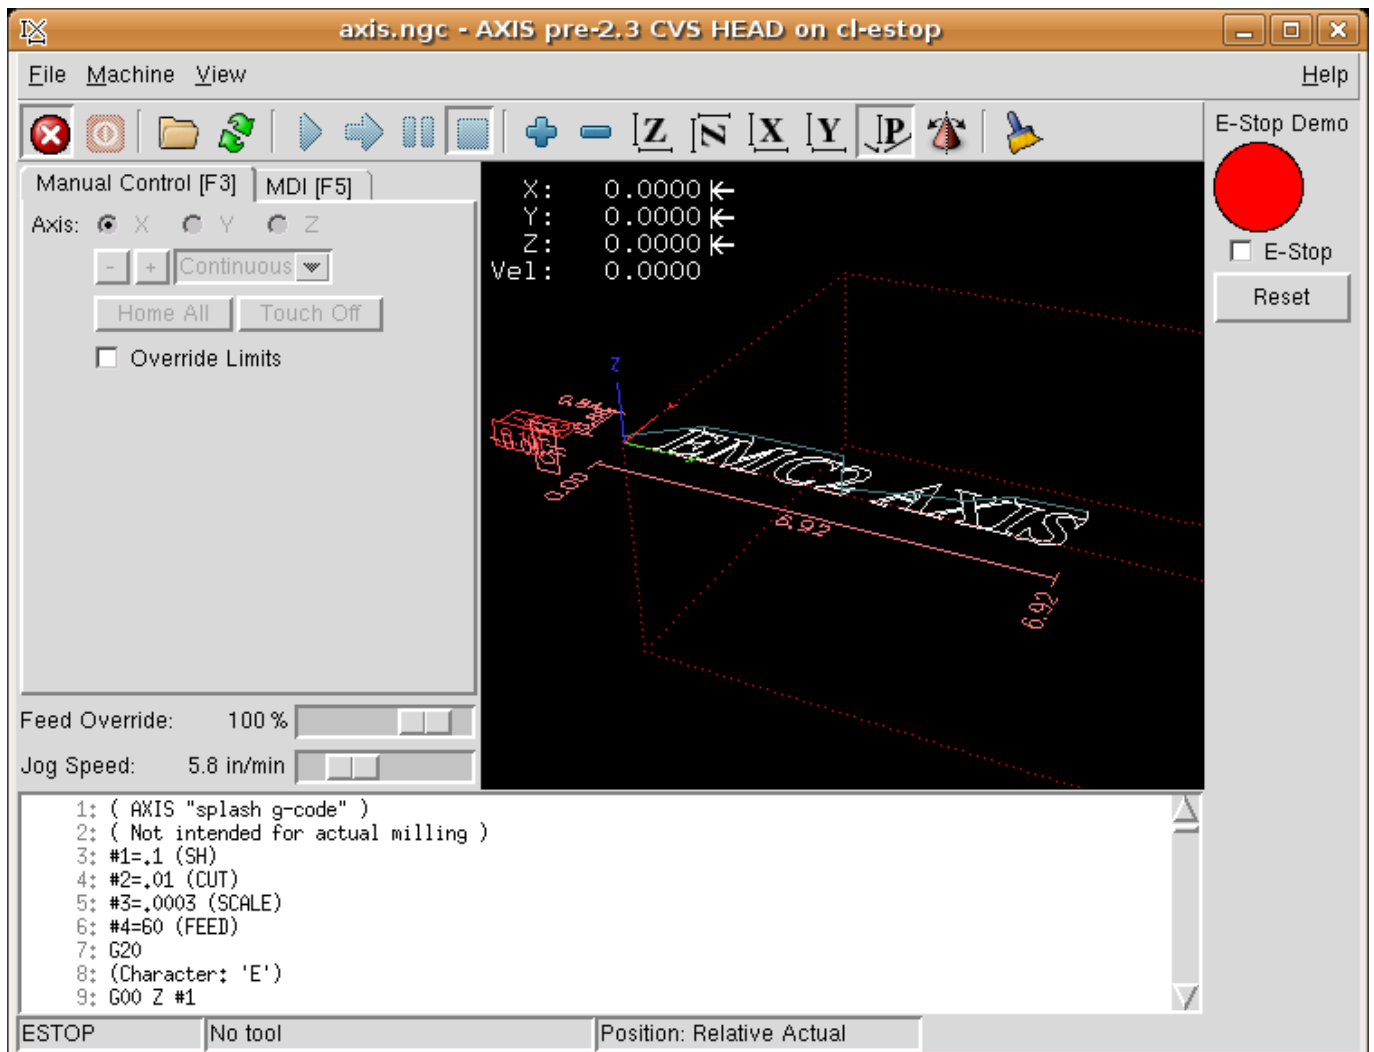 axis.ngc - AXIS pre-2.3 CVS HEAD on cl-estop
File Machine View Help
Z N X Y P
E-Stop Demo
Manual Control [F3] MDI [F5]
Axis: X Y Z
- + Continuous
Home All Touch Off
Override Limits
X: 0.0000
Y: 0.0000
Z: 0.0000
Vel: 0.0000
E-Stop
Reset
Z
EMC2 AXIS
0.00
6.92
6.92
Feed Override: 100 %
Jog Speed: 5.8 in/min
1: ( AXIS "splash g-code" )
2: ( Not intended for actual milling )
3: #1=.1 (SH)
4: #2=.01 (CUT)
5: #3=.0003 (SCALE)
6: #4=60 (FEED)
7: G20
8: (Character: 'E')
9: G00 Z #1
ESTOP No tool Position: Relative Actual